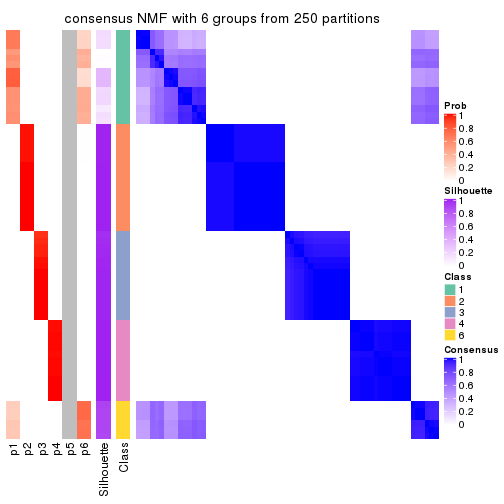 consensus NMF with 6 groups from 250 partitions
Prob
1
0.8
0.6
0.4
0.2
0
Silhouette
1
0.8
0.6
0.4
0.2
0
Class
1
2
3
4
6
Consensus
1
0.8
0.6
0.4
0.2
0
p1
p2
p3
p4
p5
p6
Silhouette
Class